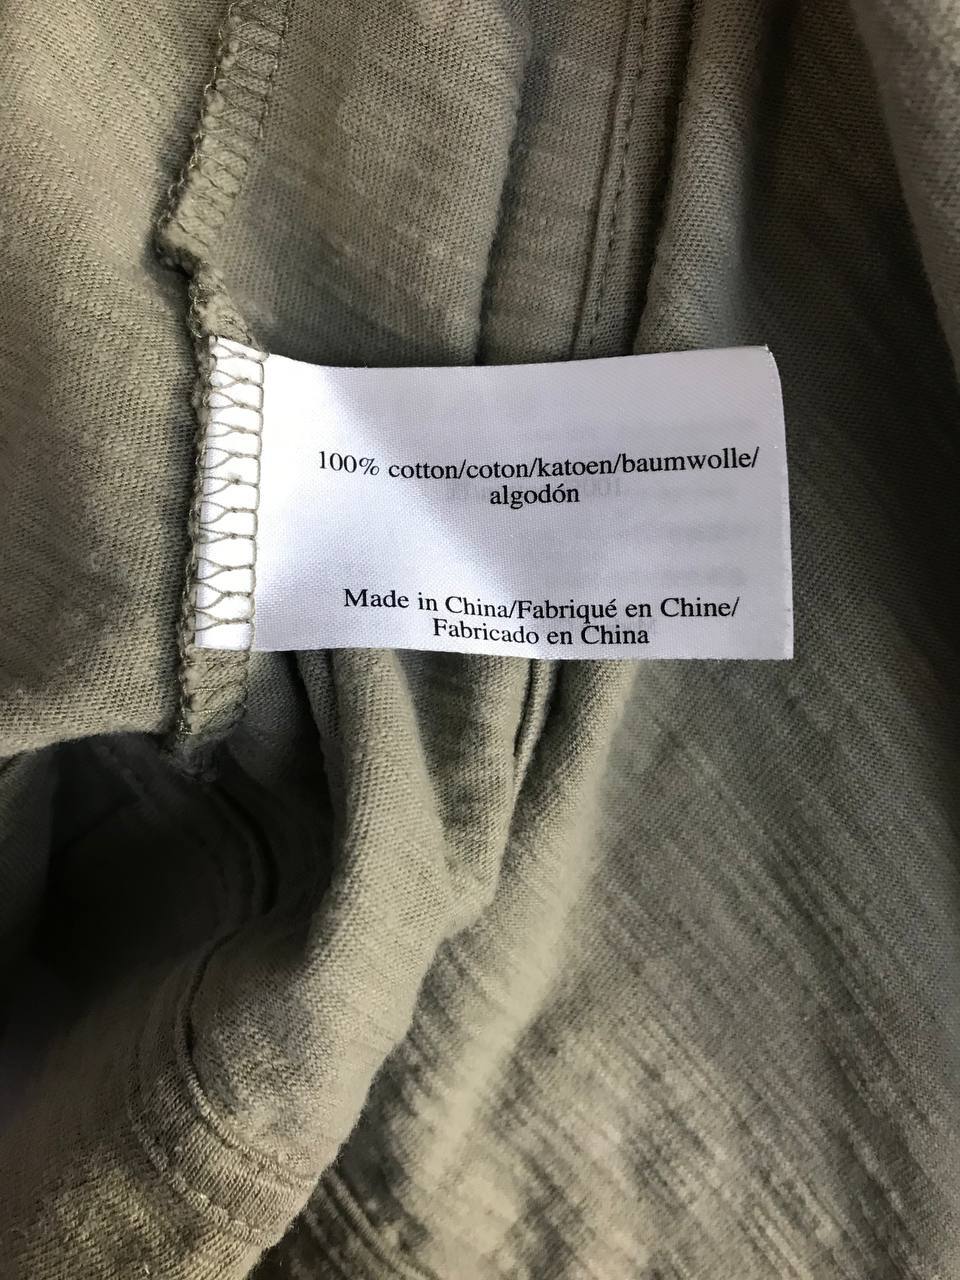 100% cotton/coton/katoen/baumwolle/
algodón
Made in China/Fabriqué en Chine/
Fabricado en China